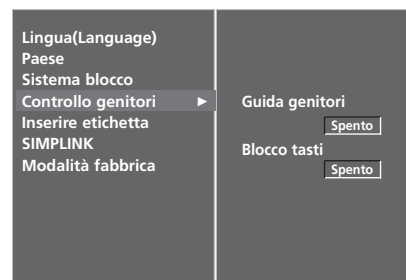 Lingua(Language)
Paese
Sistema blocco
Controllo genitori ►
Inserire etichetta
SIMPLINK
Modalità fabbrica
Guida genitori
Spento
Blocco tasti
Spento